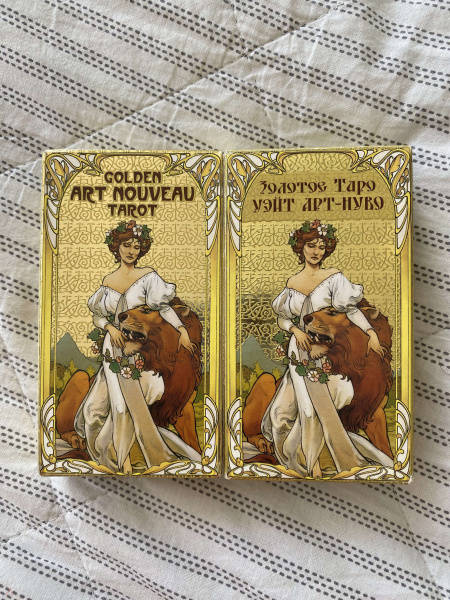 GOLDEN
ART NOUVEAU
TAROT
Золотое Таро
Уэйт Арт-Нуво